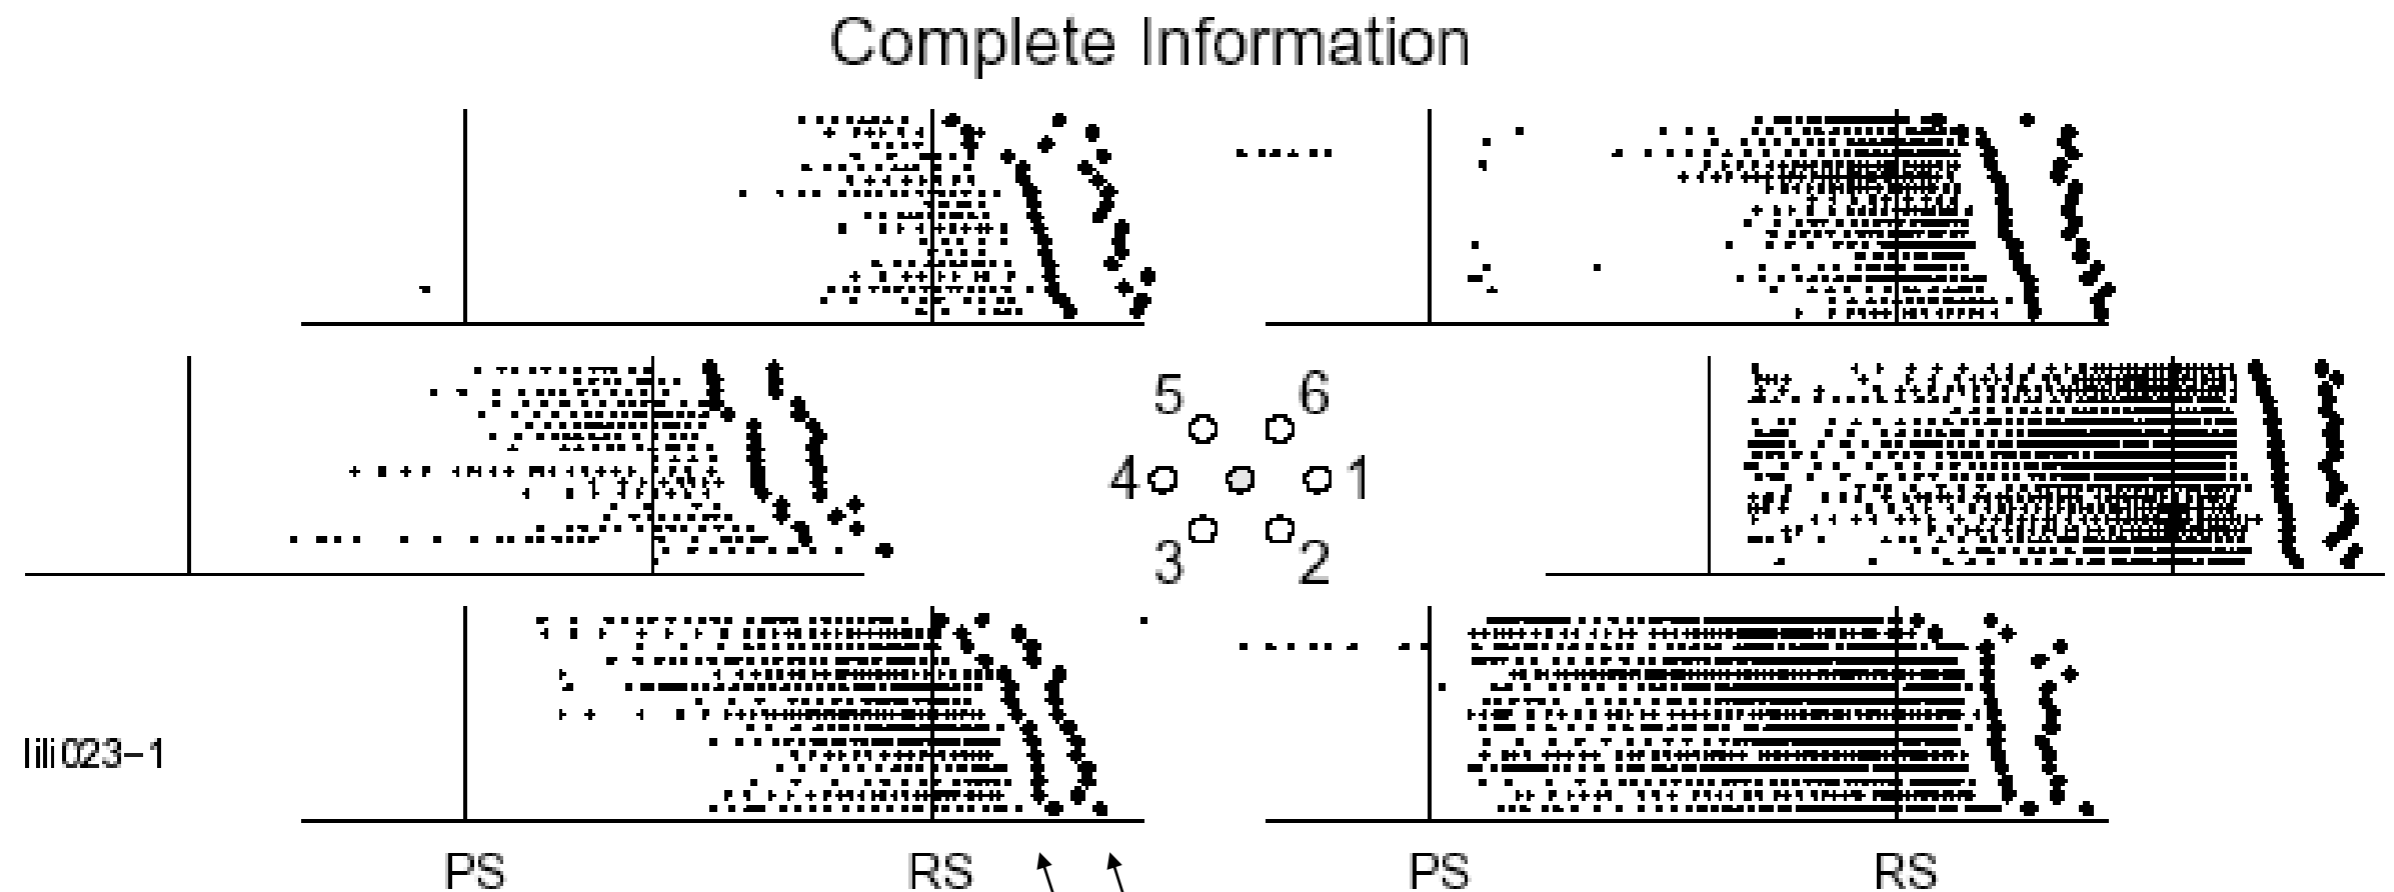 Complete Information
5 6
4 1
3 2
lili023-1
PS RS PS RS